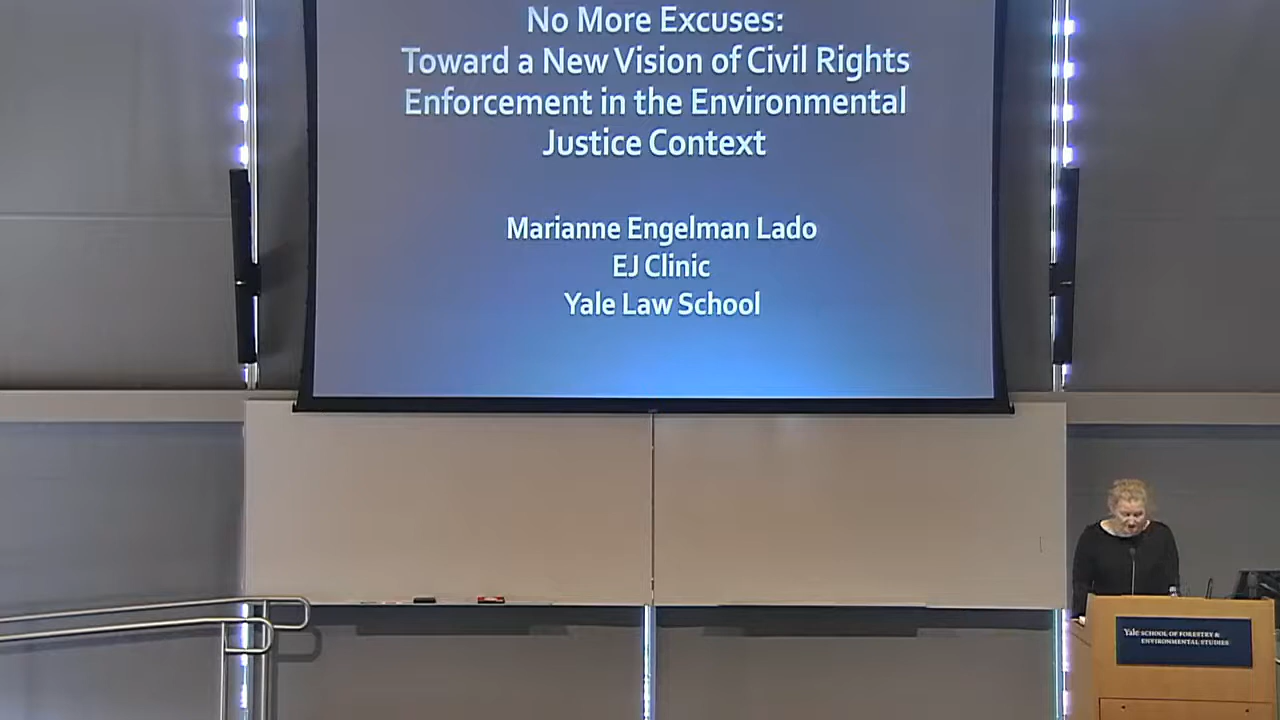 No More Excuses:
Toward a New Vision of Civil Rights
Enforcement in the Environmental
Justice Context
Marianne Engelman Lado
EJ Clinic
Yale Law School
Yale SCHOOL OF FORESTRY &
ENVIRONMENTAL STUDIES